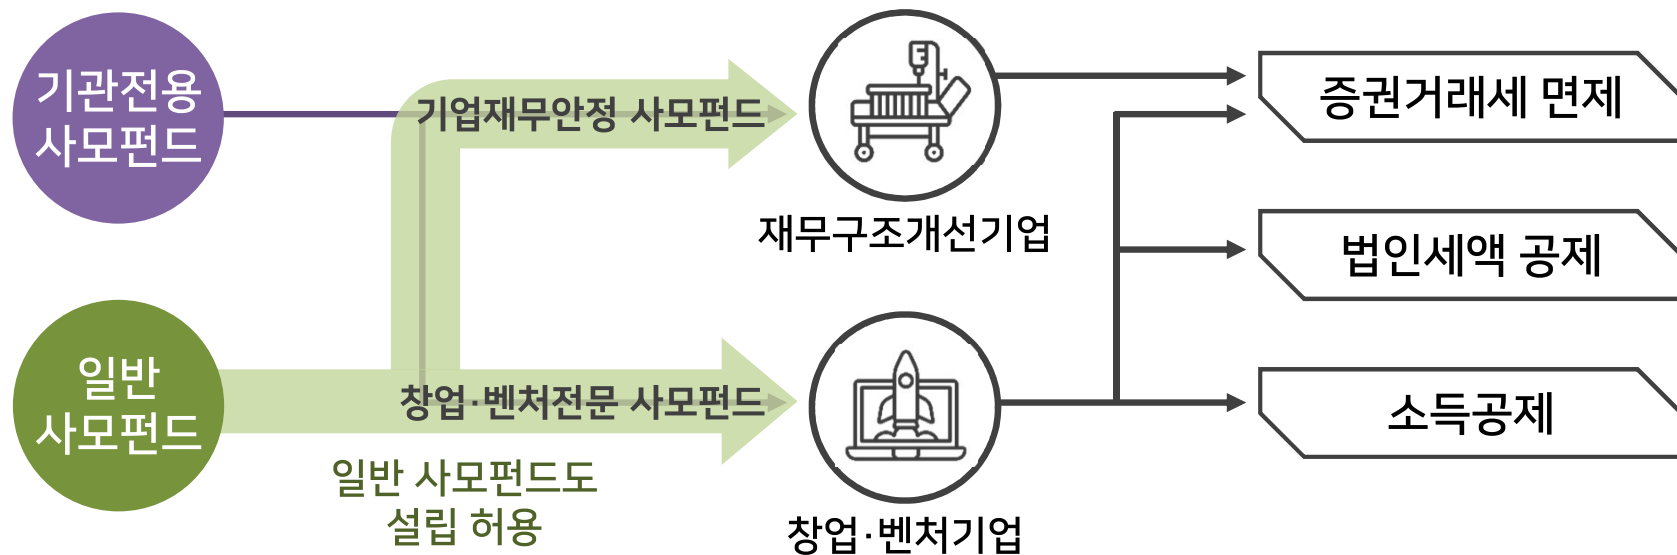 기관전용
사모펀드
기업재무안정 사모펀드
재무구조개선기업
증권거래세 면제
법인세액 공제
일반
사모펀드
창업·벤처전문 사모펀드
일반 사모펀드도
설립 허용
창업·벤처기업
소득공제